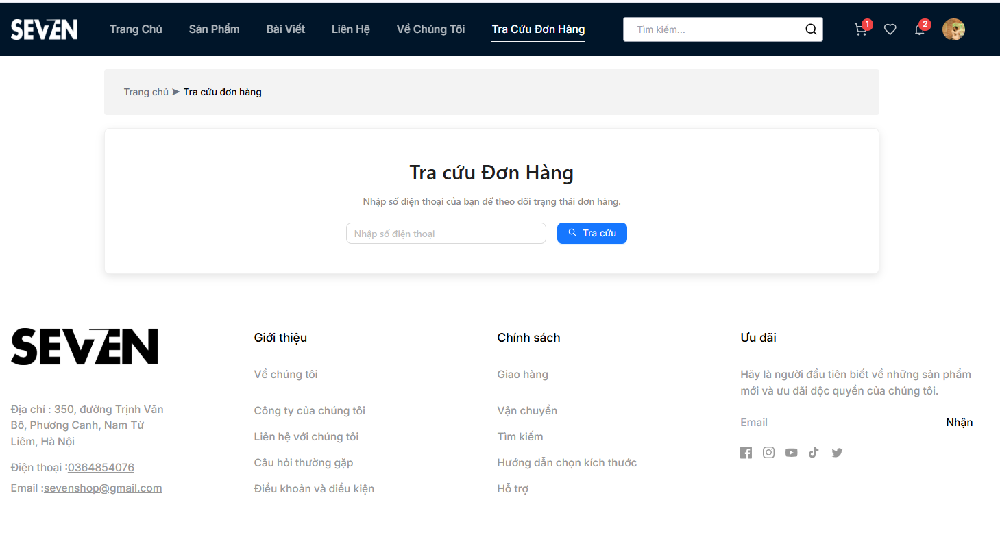 SEVEN
Trang Chủ
Sản Phẩm
Bài Viết
Liên Hệ
Về Chúng Tôi
Tra Cứu Đơn Hàng
Tìm kiếm...
1
2
Trang chủ ➤ Tra cứu đơn hàng
Tra cứu Đơn Hàng
Nhập số điện thoại của bạn để theo dõi trạng thái đơn hàng.
Nhập số điện thoại
Tra cứu
SEVEN
Địa chỉ : 350, đường Trịnh Văn
Bô, Phương Canh, Nam Từ
Liêm, Hà Nội
Điện thoại :0364854076
Email :sevenshop@gmail.com
Giới thiệu
Về chúng tôi
Công ty của chúng tôi
Liên hệ với chúng tôi
Câu hỏi thường gặp
Điều khoản và điều kiện
Chính sách
Giao hàng
Vận chuyển
Tìm kiếm
Hướng dẫn chọn kích thước
Hỗ trợ
Ưu đãi
Hãy là người đầu tiên biết về những sản phẩm
mới và ưu đãi độc quyền của chúng tôi.
Email
Nhận